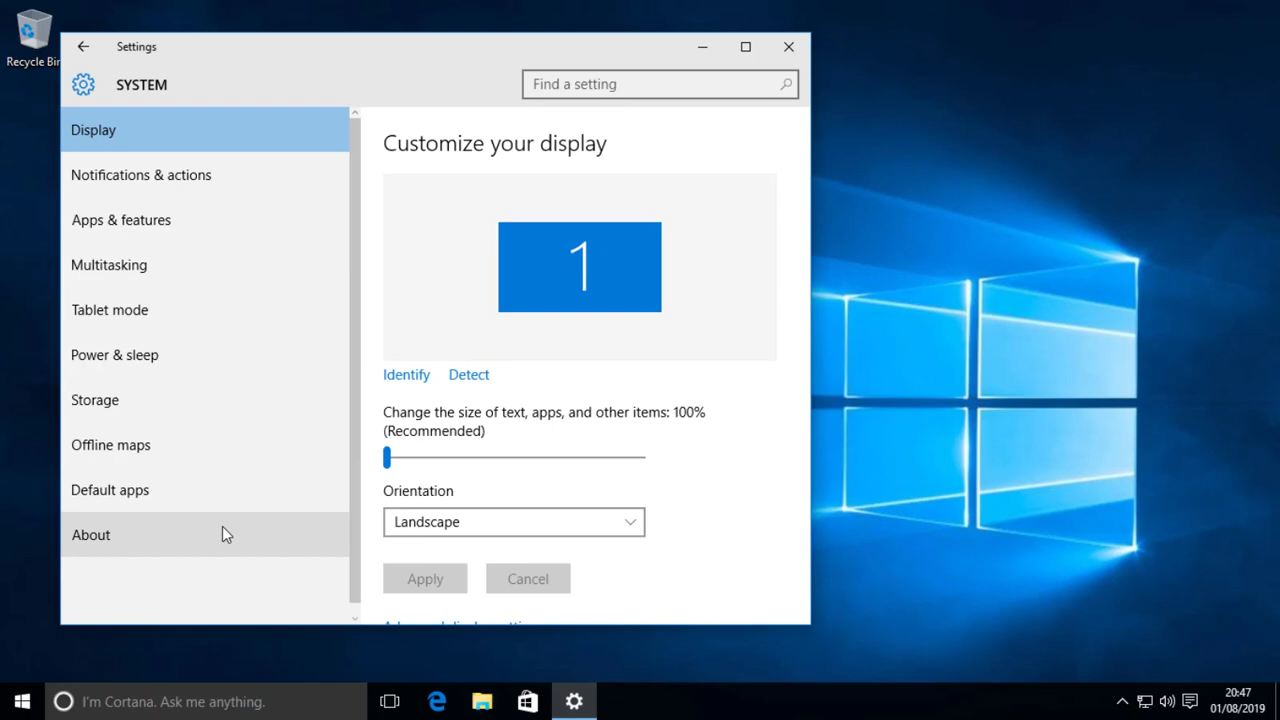 Recycle Bin
Settings
SYSTEM
Find a setting
Display
Notifications & actions
Apps & features
Multitasking
Tablet mode
Power & sleep
Storage
Offline maps
Default apps
About
Customize your display
1
Identify Detect
Change the size of text, apps, and other items: 100%
(Recommended)
Orientation
Landscape
Apply Cancel
I'm Cortana. Ask me anything.
20:47
01/08/2019